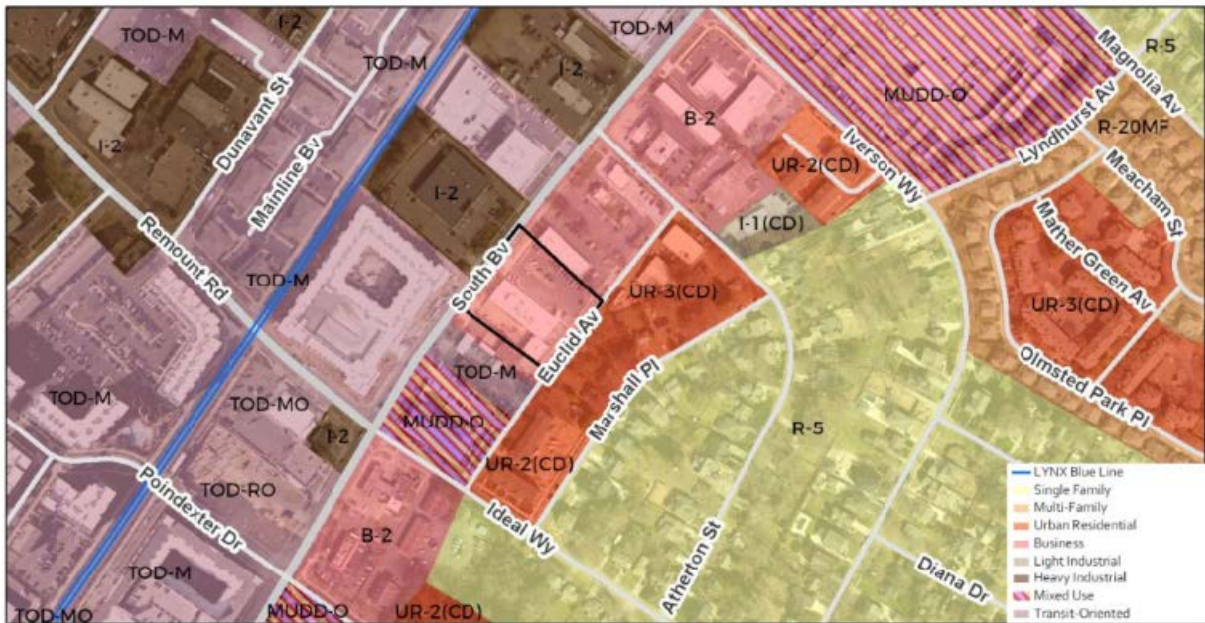 I-2
TOD-M
TOD-M
R-5
TOD-M
I-2
MUDD-O
Magnolia Av
Dunavant St
B-2
Lyndhurst Av
R-20MF
I-2
Mainline Bv
Iverson Wy
Meacham St
UR-2(CD)
I-2
Mather Green Av
I-1(CD)
Remount Rd
South Bv
TOD-M
UR-3(CD)
UR-3(CD)
Euclid Av
TOD-M
Marshall Pl
Olmsted Park Pl
TOD-M
TOD-MO
MUDD-O
R-5
I-2
UR-2(CD)
Poindexter Dr
TOD-RO
Ideal Wy
B-2
Atherton St
Diana Dr
TOD-M
TOD-MO
MUDD-O
UR-2(CD)
LYNX Blue Line
Single Family
Multi-Family
Urban Residential
Business
Light Industrial
Heavy Industrial
Mixed Use
Transit-Oriented